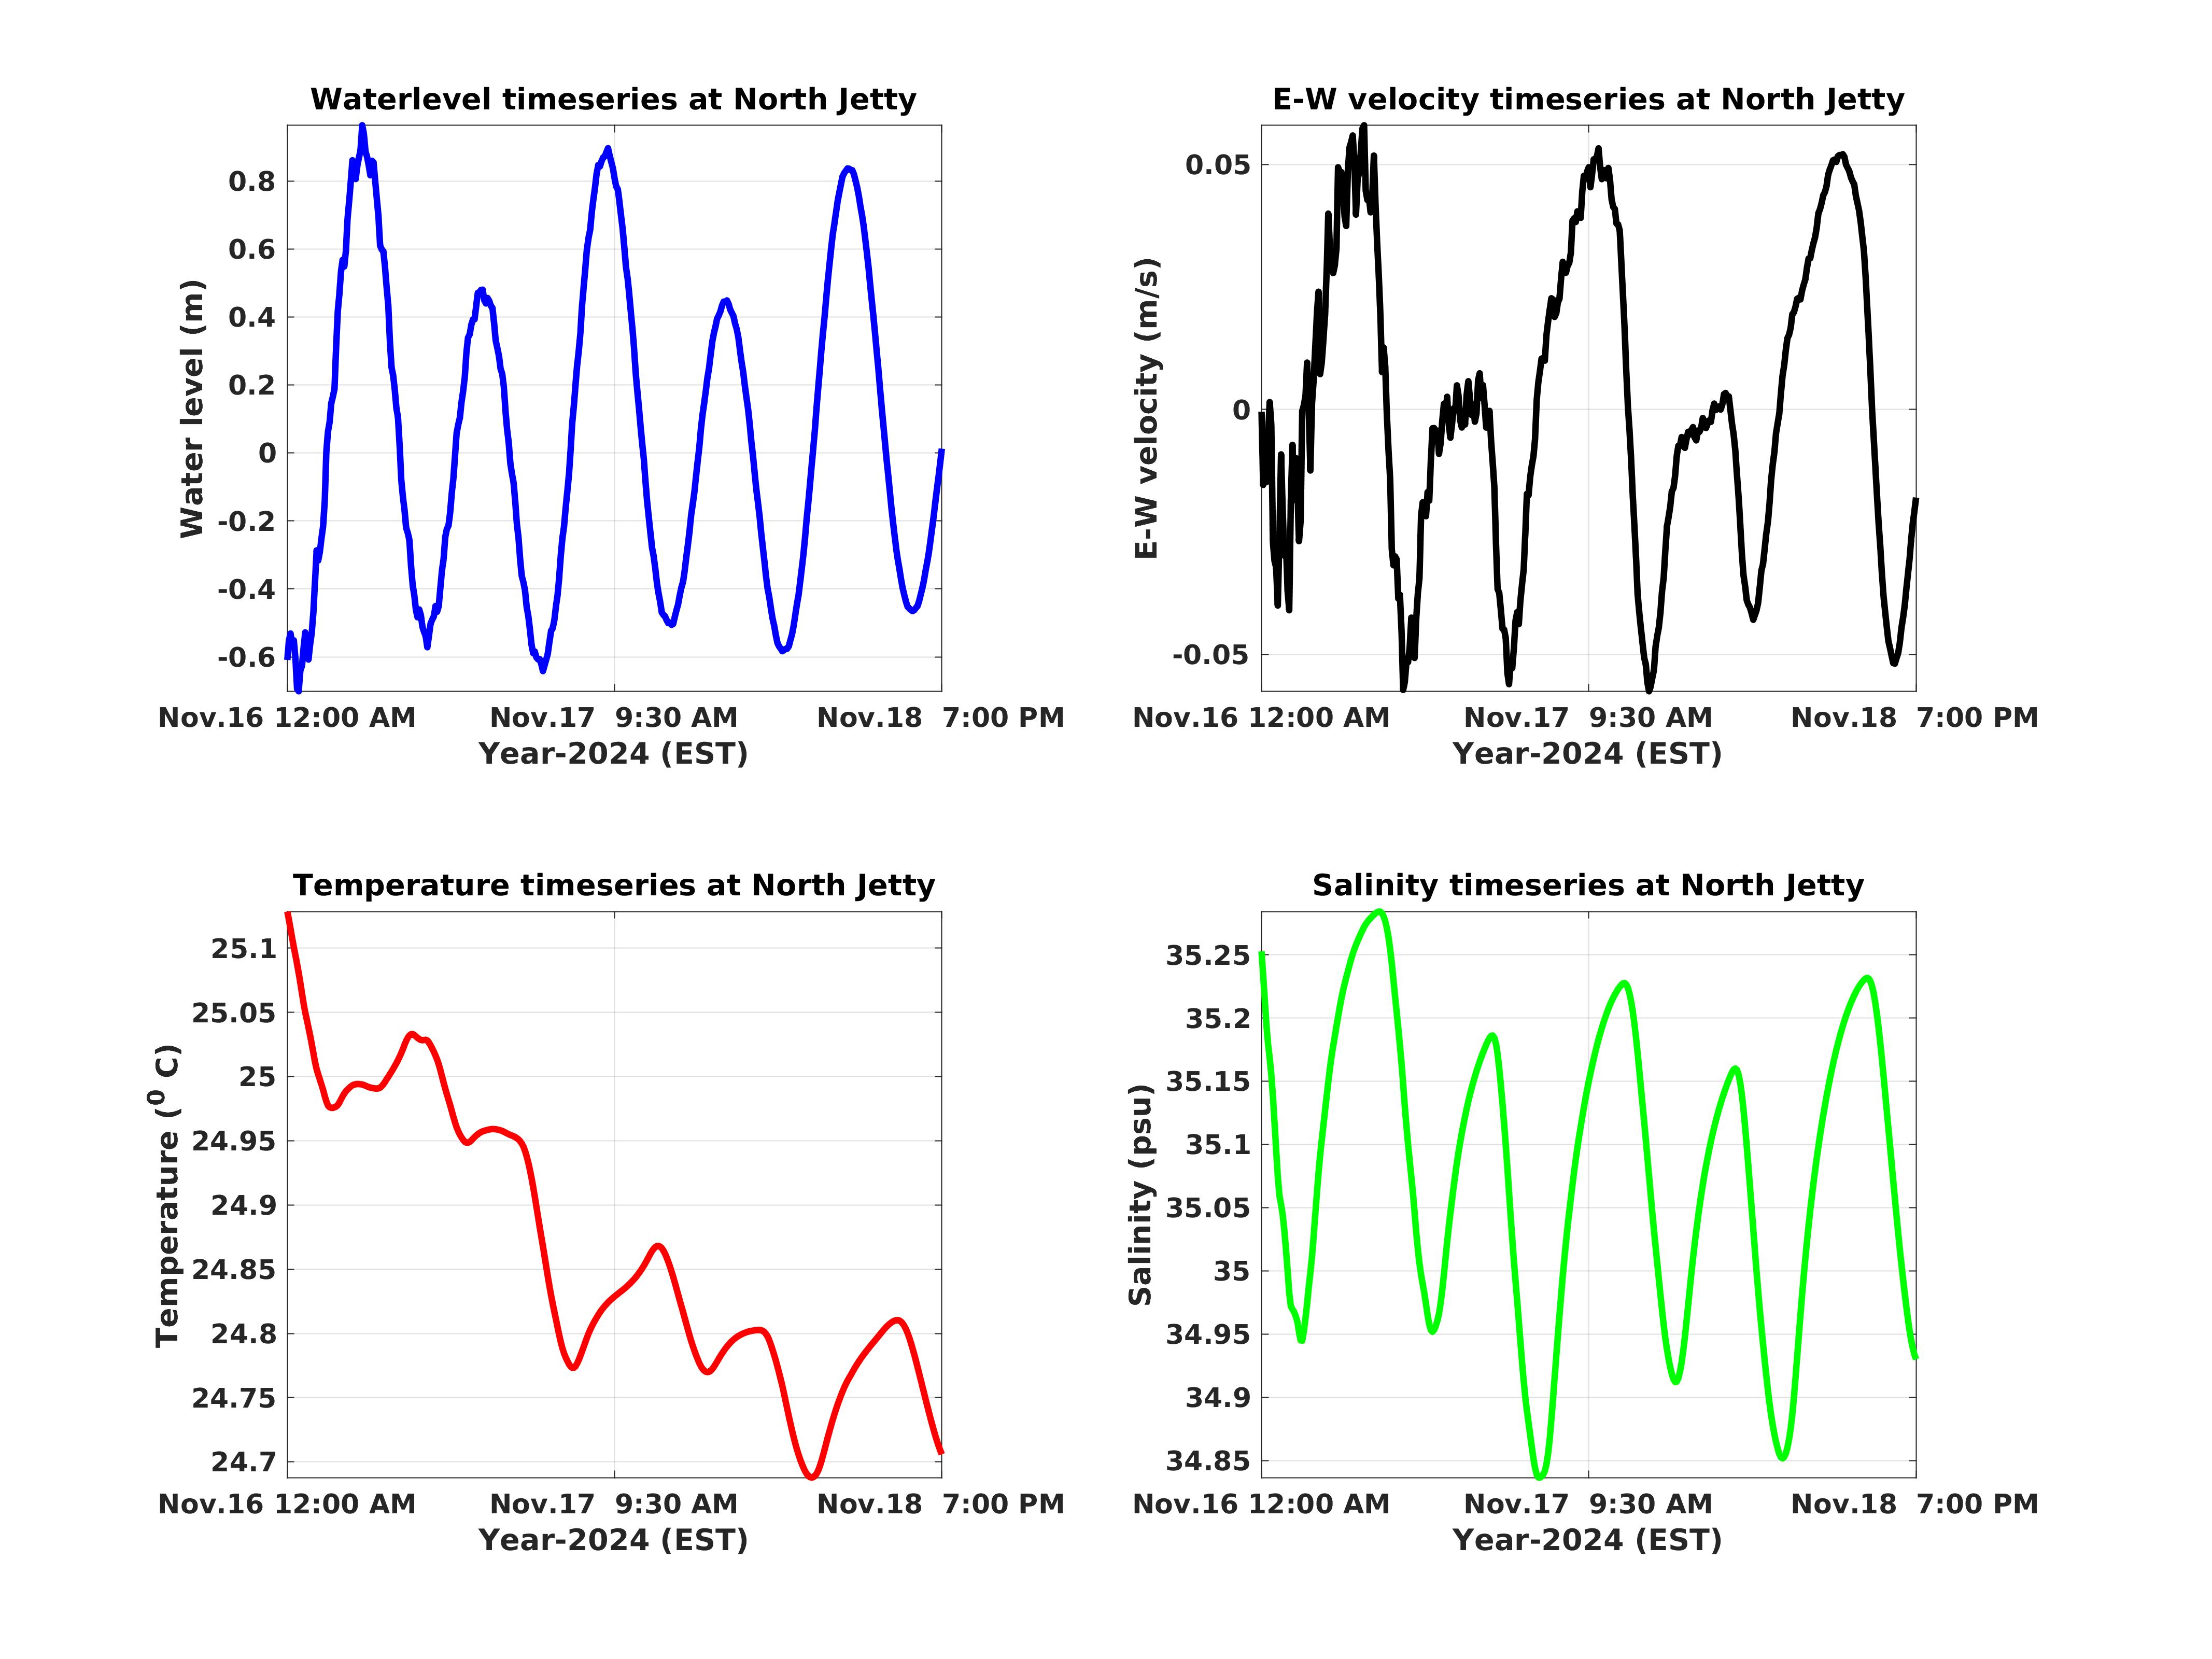 Waterlevel timeseries at North Jetty
Water level (m)
0.8
0.6
0.4
0.2
0
-0.2
-0.4
-0.6
Nov.16 12:00 AM
Nov.17 9:30 AM
Nov.18 7:00 PM
Year-2024 (EST)
E-W velocity timeseries at North Jetty
E-W velocity (m/s)
0.05
0
-0.05
Nov.16 12:00 AM
Nov.17 9:30 AM
Nov.18 7:00 PM
Year-2024 (EST)
Temperature timeseries at North Jetty
Temperature (⁰ C)
25.1
25.05
25
24.95
24.9
24.85
24.8
24.75
24.7
Nov.16 12:00 AM
Nov.17 9:30 AM
Nov.18 7:00 PM
Year-2024 (EST)
Salinity timeseries at North Jetty
Salinity (psu)
35.25
35.2
35.15
35.1
35.05
35
34.95
34.9
34.85
Nov.16 12:00 AM
Nov.17 9:30 AM
Nov.18 7:00 PM
Year-2024 (EST)